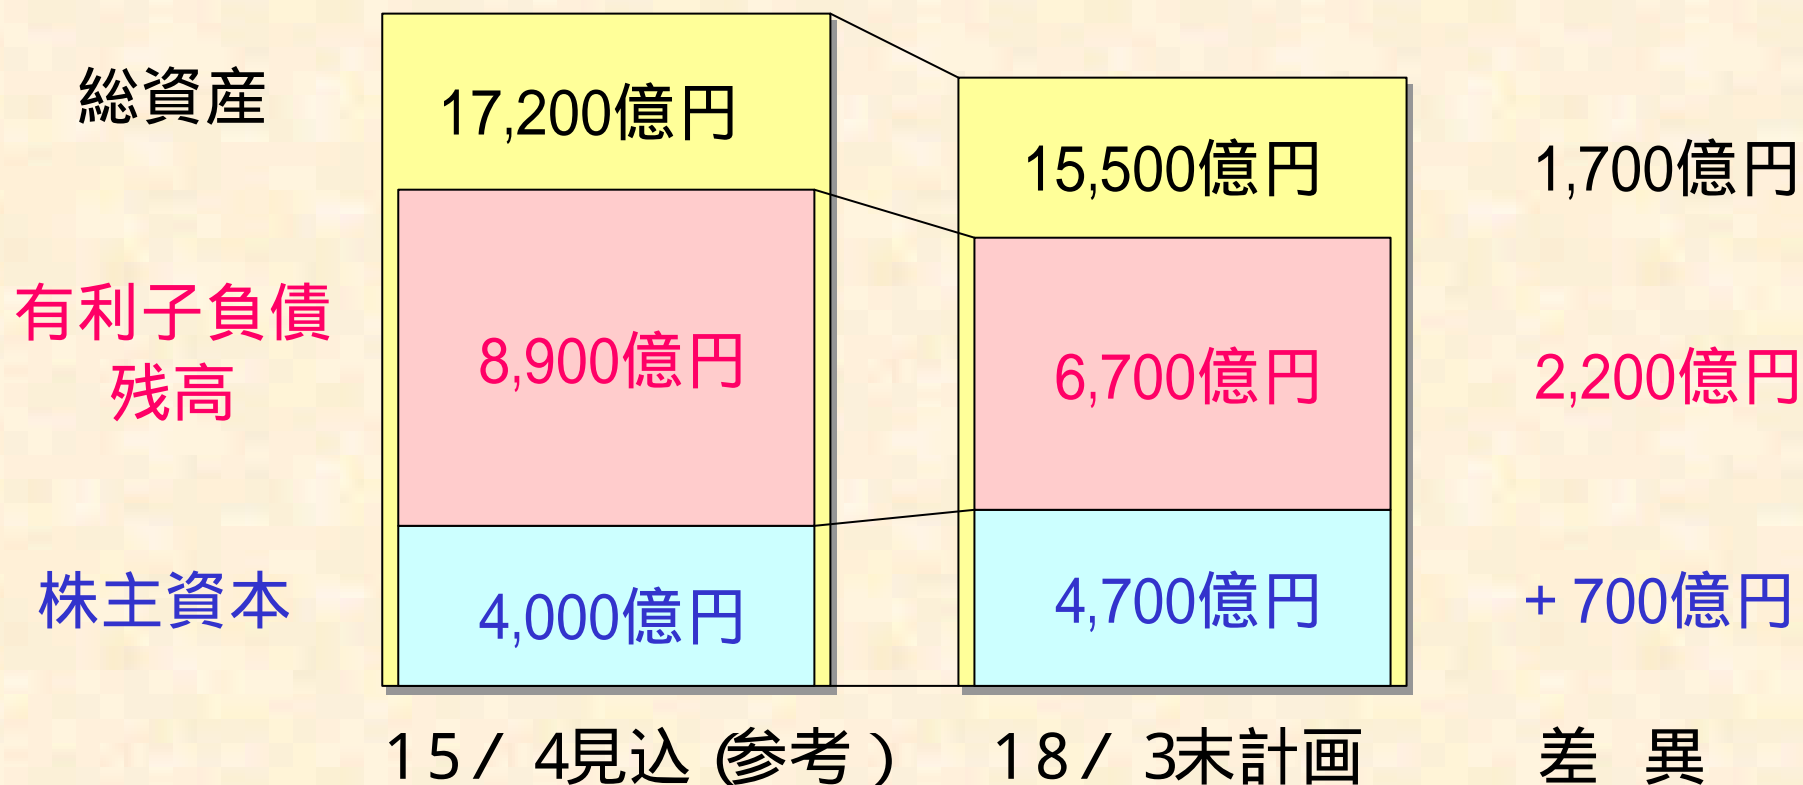 総資産
17,200億円
15,500億円
1,700億円
有利子負債
残高
8,900億円
6,700億円
2,200億円
株主資本
4,000億円
4,700億円
+ 700億円
15/ 4見込(参考)
18/ 3末計画
差 異